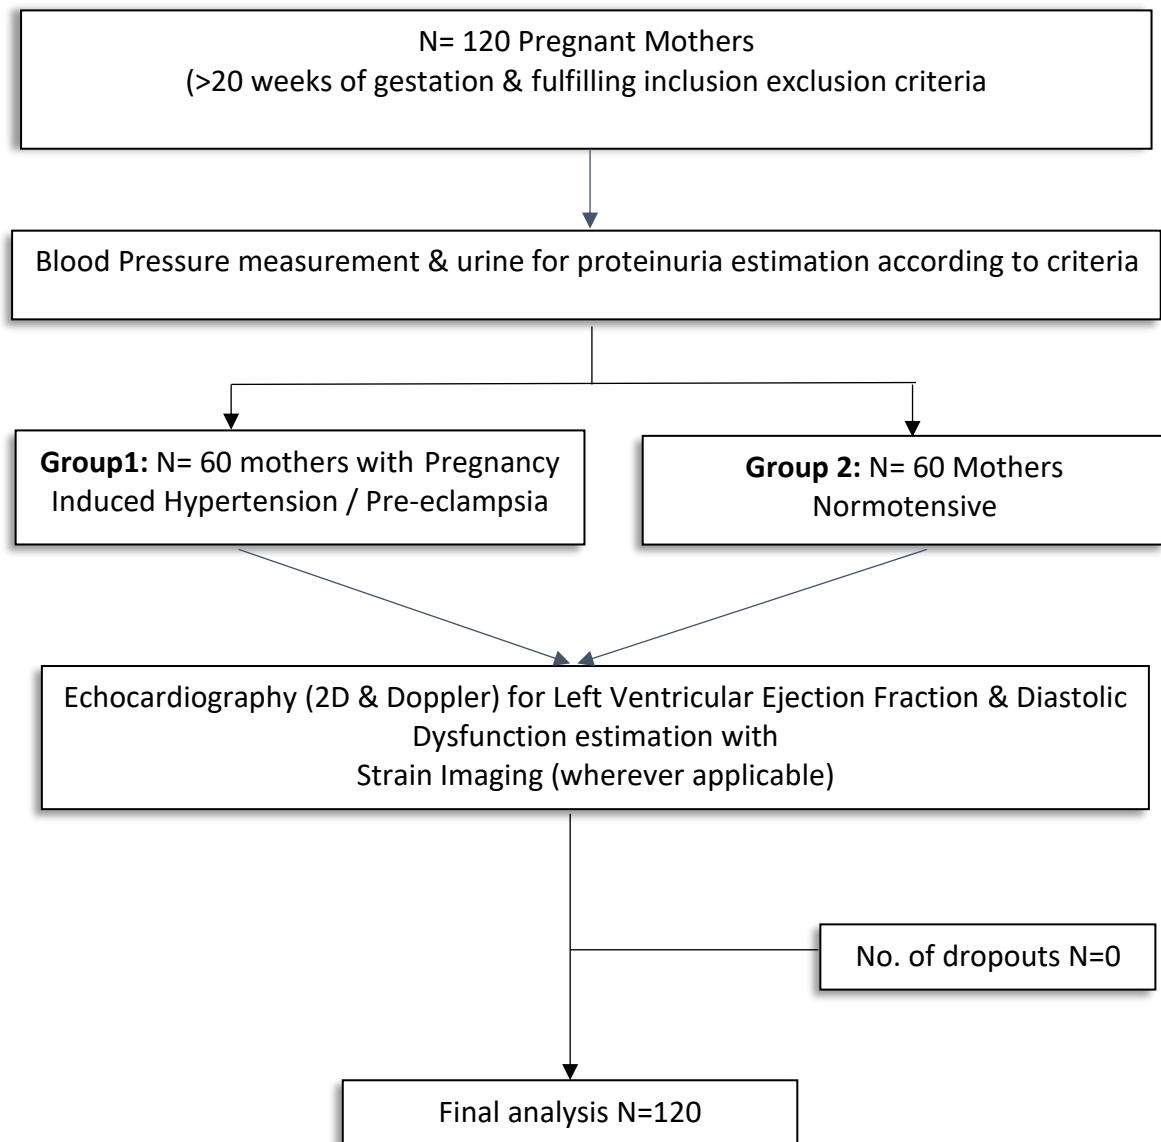 N= 120 Pregnant Mothers
(>20 weeks of gestation & fulfilling inclusion exclusion criteria
Blood Pressure measurement & urine for proteinuria estimation according to criteria
Group1: N= 60 mothers with Pregnancy
Induced Hypertension / Pre-eclampsia
Group 2: N= 60 Mothers
Normotensive
Echocardiography (2D & Doppler) for Left Ventricular Ejection Fraction & Diastolic
Dysfunction estimation with
Strain Imaging (wherever applicable)
No. of dropouts N=0
Final analysis N=120